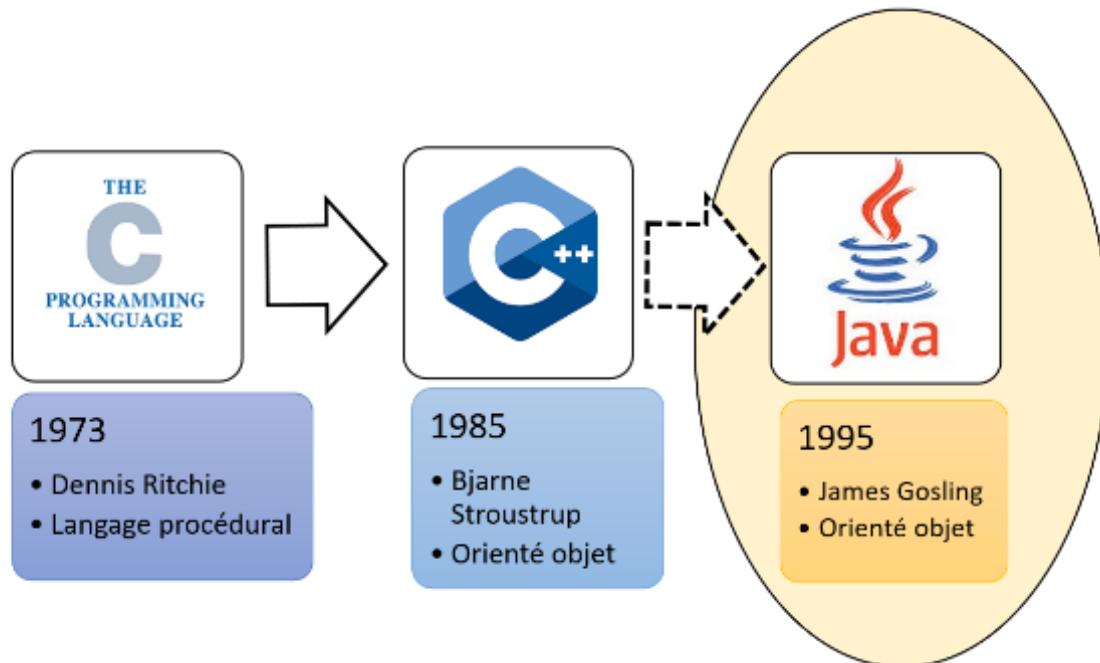 THE
C
PROGRAMMING
LANGUAGE
1973
• Dennis Ritchie
• Langage procédural
C++
1985
• Bjarne
Stroustrup
• Orienté objet
Java
1995
• James Gosling
• Orienté objet